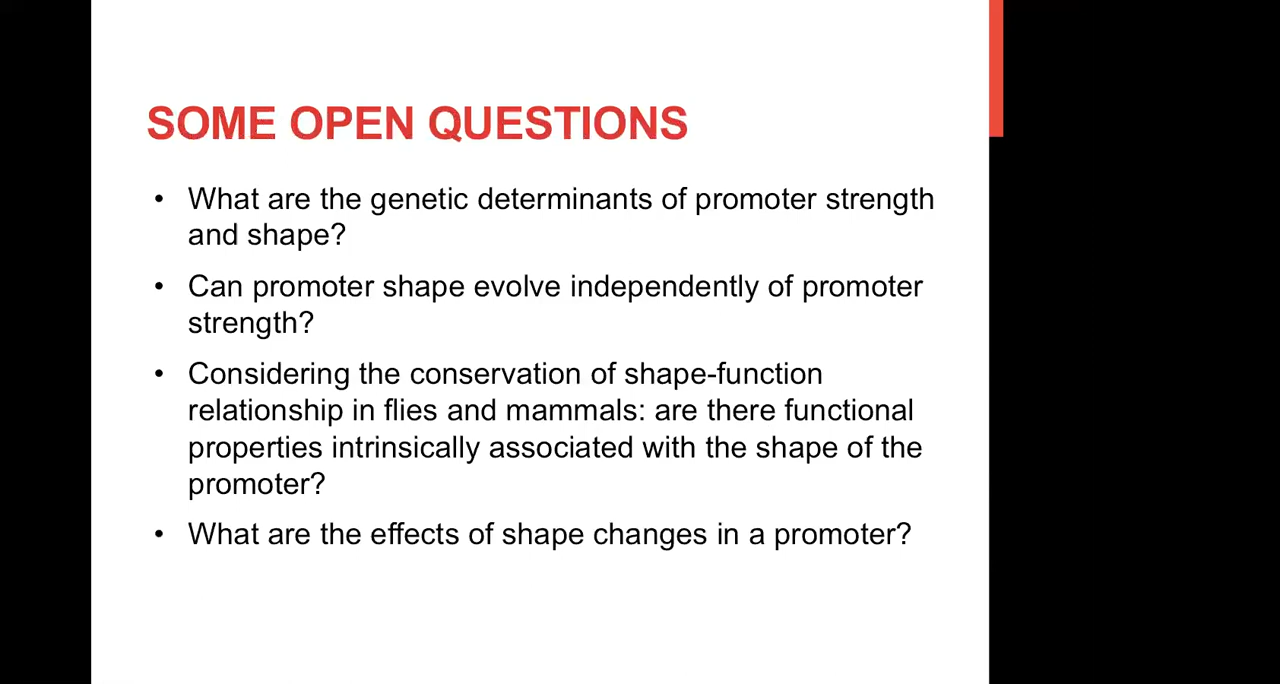 SOME OPEN QUESTIONS
• What are the genetic determinants of promoter strength
and shape?
• Can promoter shape evolve independently of promoter
strength?
• Considering the conservation of shape-function
relationship in flies and mammals: are there functional
properties intrinsically associated with the shape of the
promoter?
• What are the effects of shape changes in a promoter?